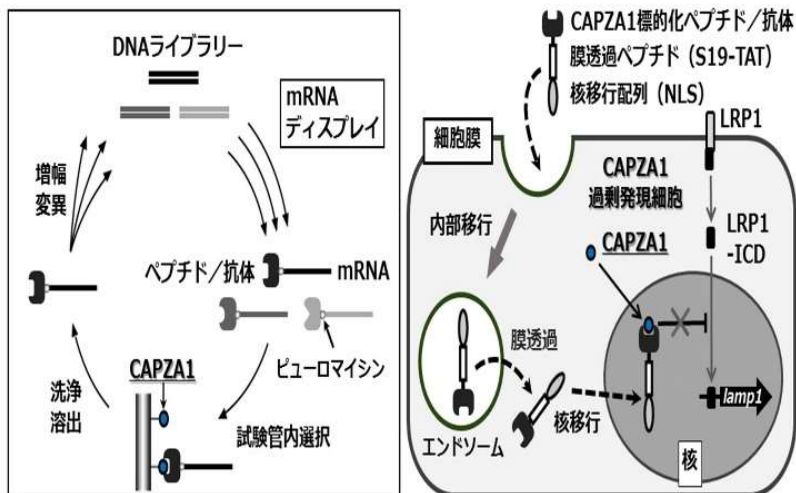 DNAライブラリー
mRNA
ディスプレイ
増幅
変異
ペプチド／抗体
mRNA
ピューロマイシン
CAPZA1
洗浄
溶出
試験管内選択
CAPZA1標的化ペプチド／抗体
膜透過ペプチド（S19-TAT）
核移行配列（NLS）
LRP1
細胞膜
CAPZA1
過剰発現細胞
内部移行
CAPZA1
LRP1
-ICD
膜透過
核移行
エンドソーム
lamp1
核